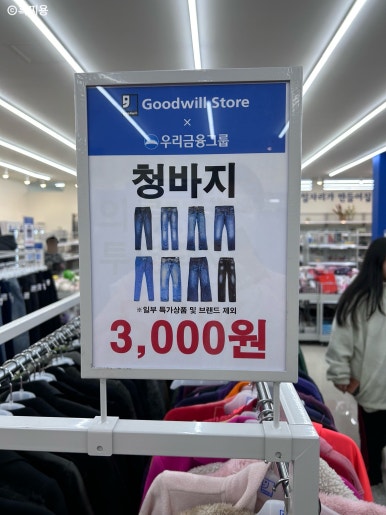 Goodwill Store
×
우리금융그룹
청바지
※일부 특가상품 및 브랜드 제외
3,000원